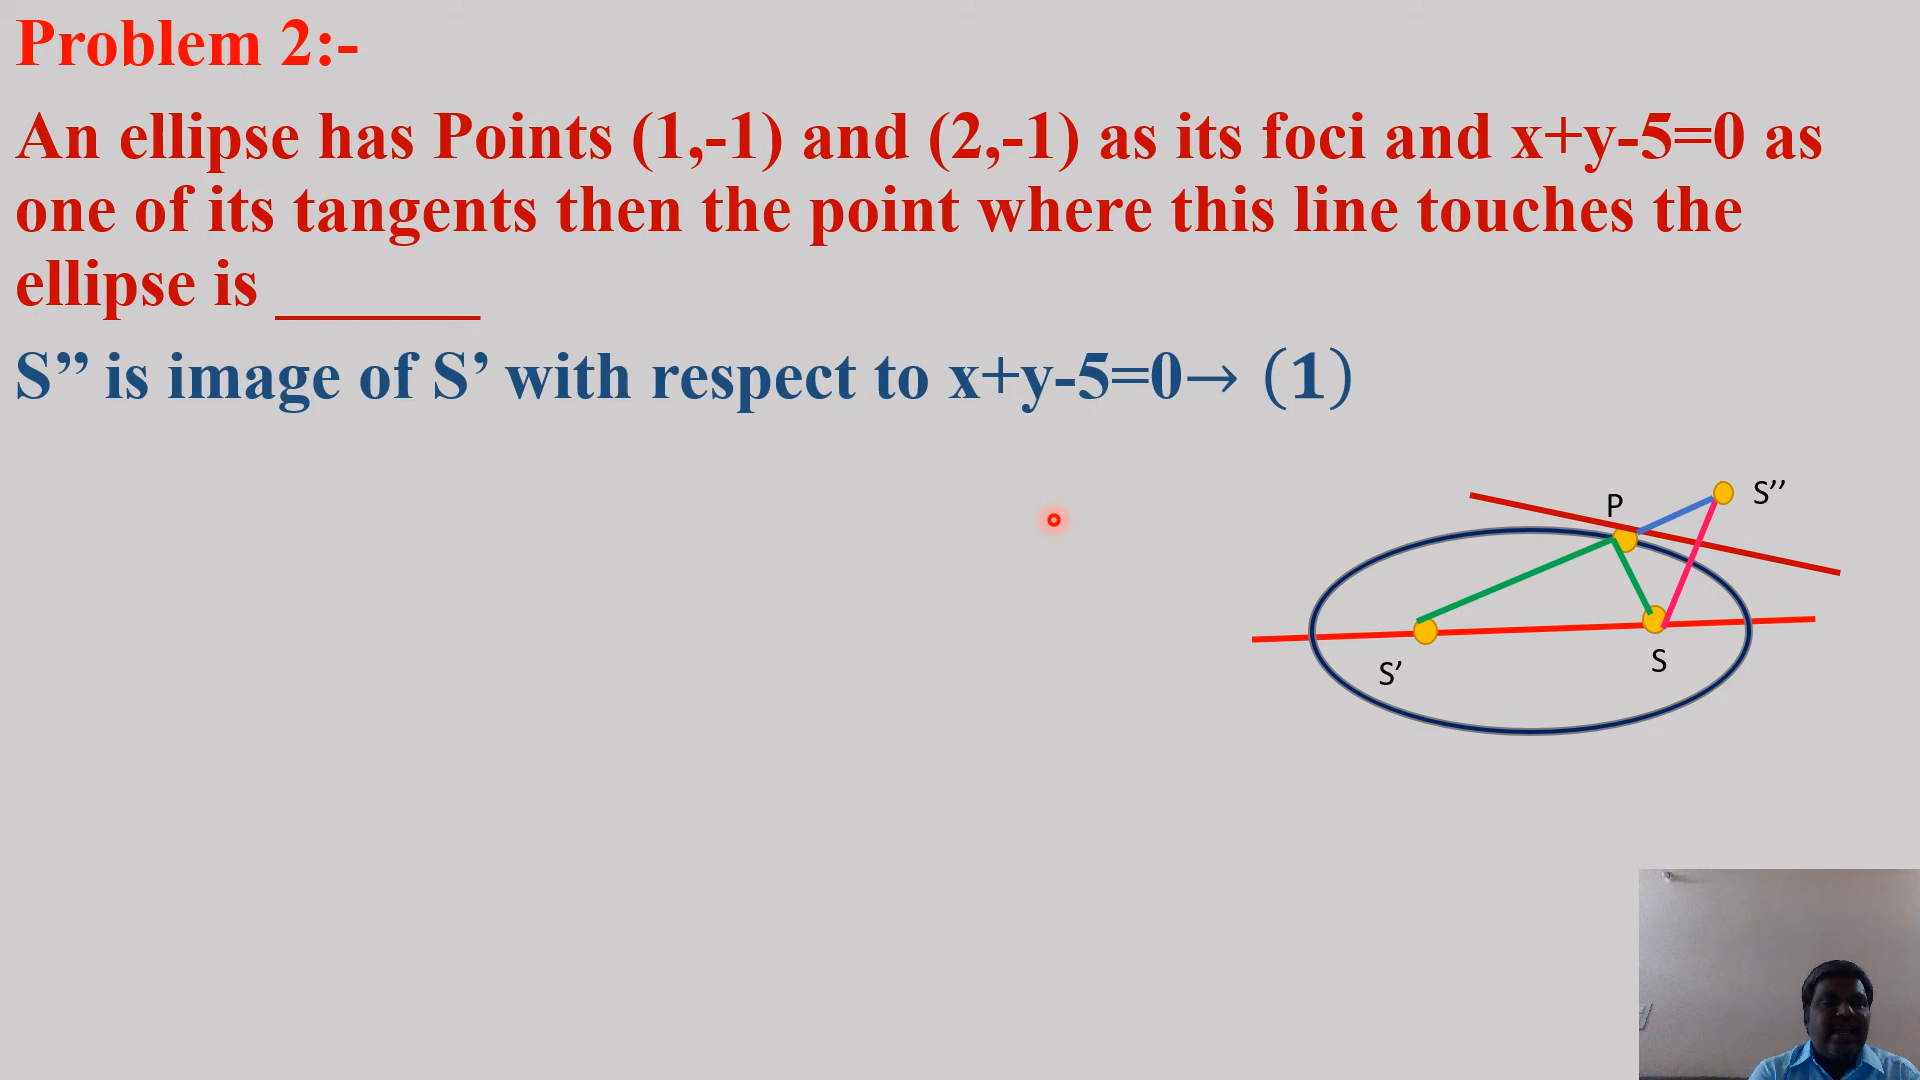 Problem 2:-
An ellipse has Points (1,-1) and (2,-1) as its foci and x+y-5=0 as
one of its tangents then the point where this line touches the
ellipse is _______
S’’ is image of S’ with respect to x+y-5=0→ (1)
P
S’’
S’
S